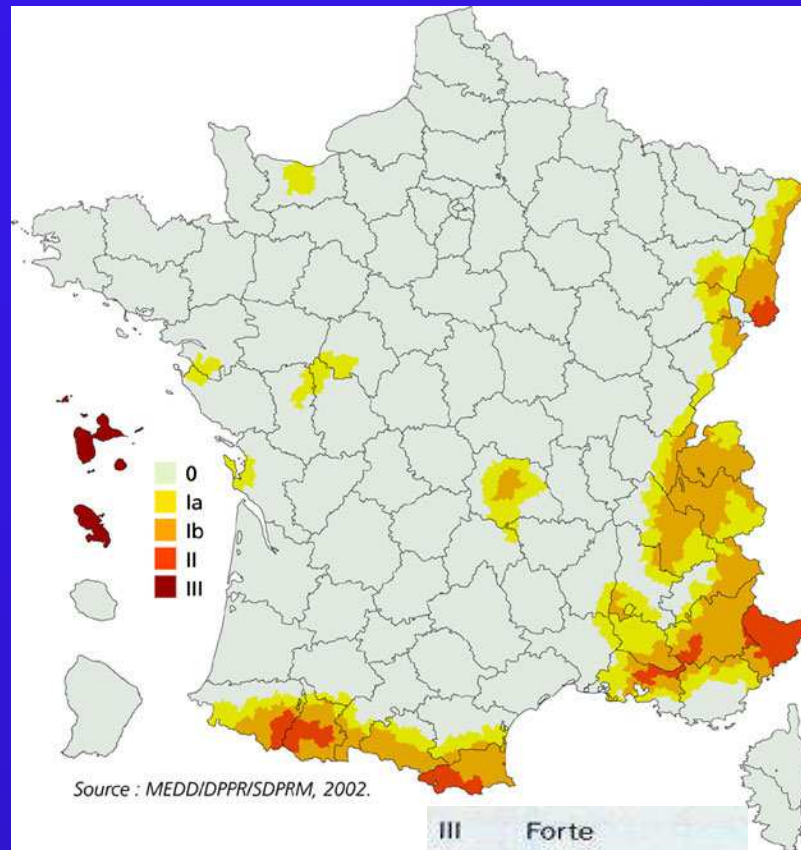 0
Ia
Ib
II
III
Source : MEDD/DPPR/SDPRM, 2002.
III Forte